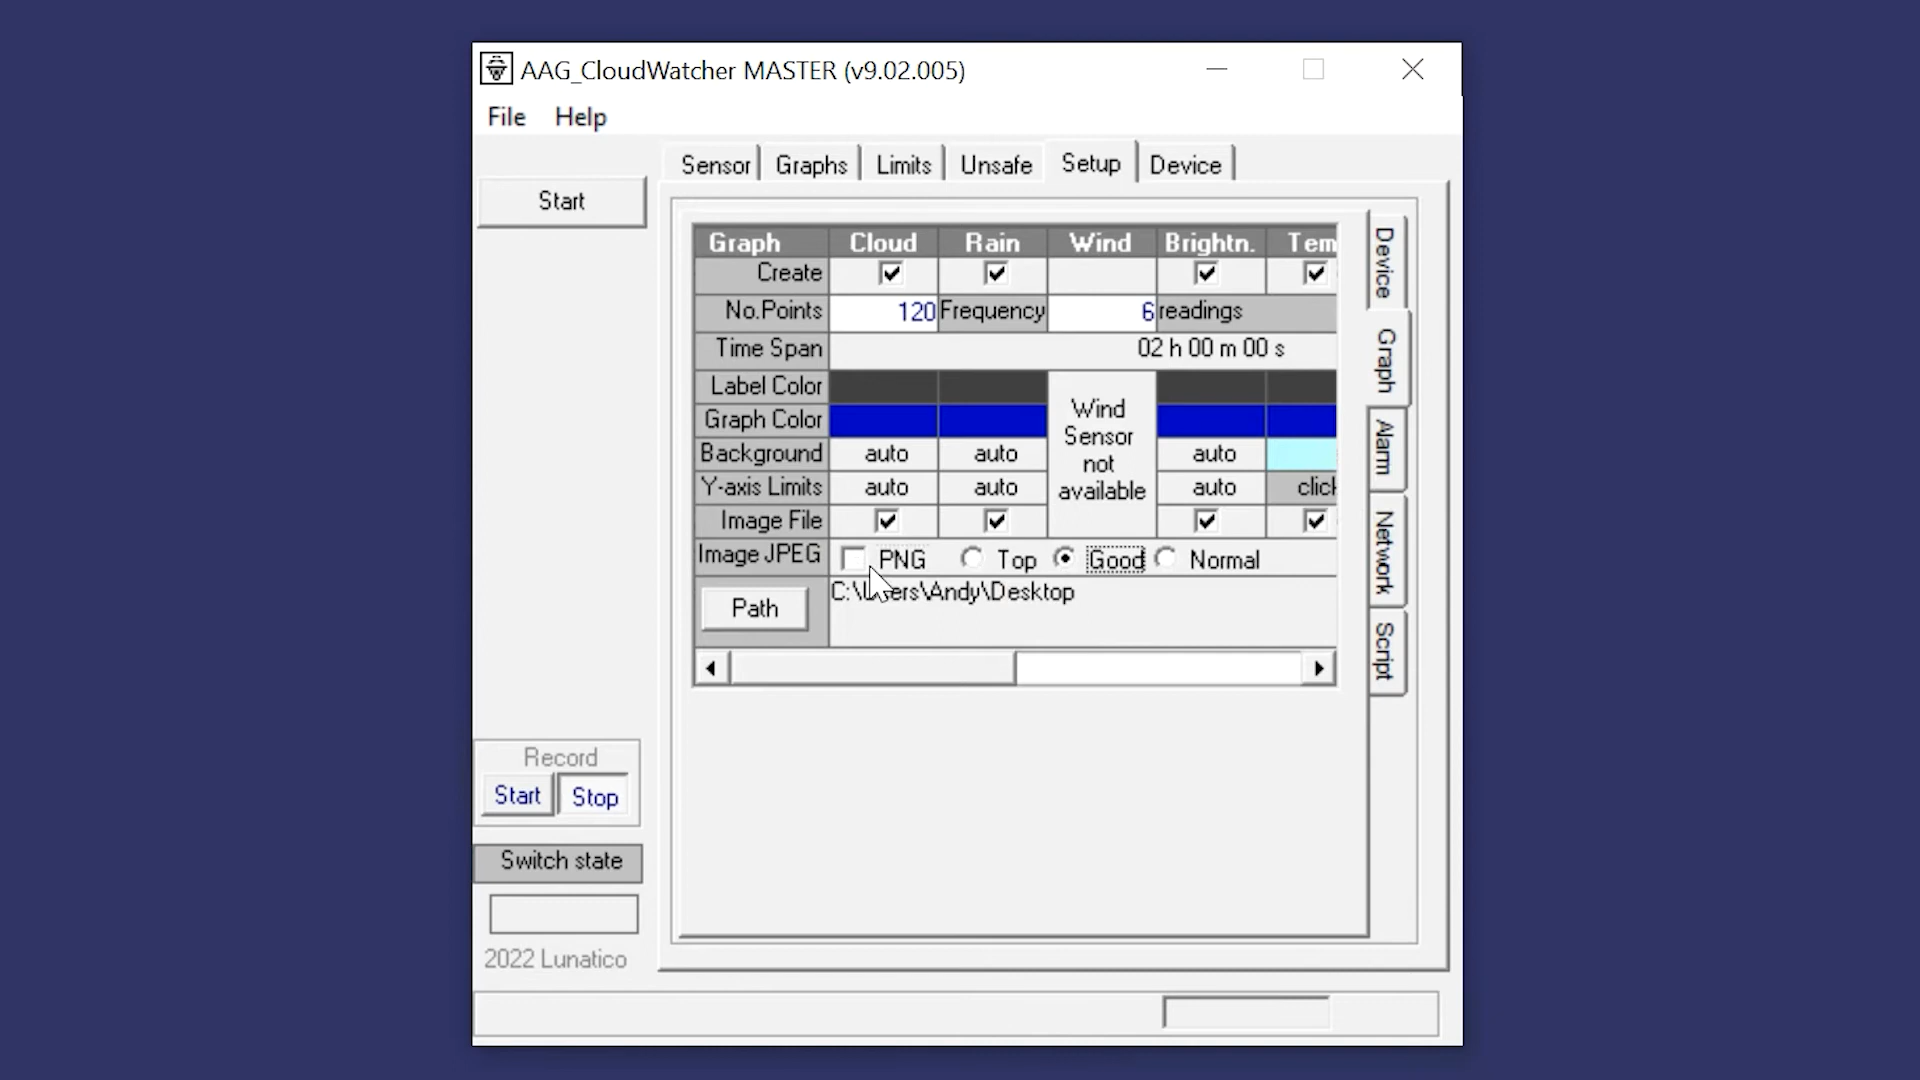 AAG_CloudWatcher MASTER (v9.02.005)
File Help
Sensor Graphs Limits Unsafe Setup Device
Start
Graph Cloud Rain Wind Brightn. Tem
Create
No.Points 120 Frequency 6 readings
Time Span 02 h 00 m 00 s
Label Color
Graph Color
Wind
Sensor
not
available
Background auto auto auto
Y-axis Limits auto auto auto click
Image File
Image JPEG PNG Top Good Normal
Path C:\Users\Andy\Desktop
Device
Graph
Alarm
Network
Script
Record
Start Stop
Switch state
2022 Lunatico